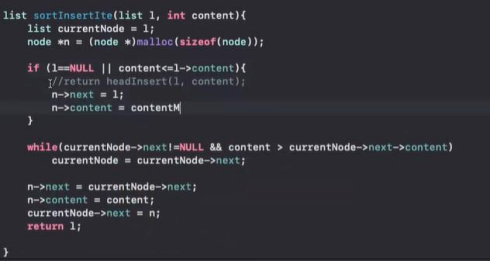 list sortInsertIte(list l, int content){
    list currentNode = l;
    node *n = (node *)malloc(sizeof(node));
    if (l==NULL || content<=l->content){
        //return headInsert(l, content);
        n->next = l;
        n->content = contentM
    }
    while(currentNode->next!=NULL && content > currentNode->next->content)
        currentNode = currentNode->next;
    n->next = currentNode->next;
    n->content = content;
    currentNode->next = n;
    return l;
}